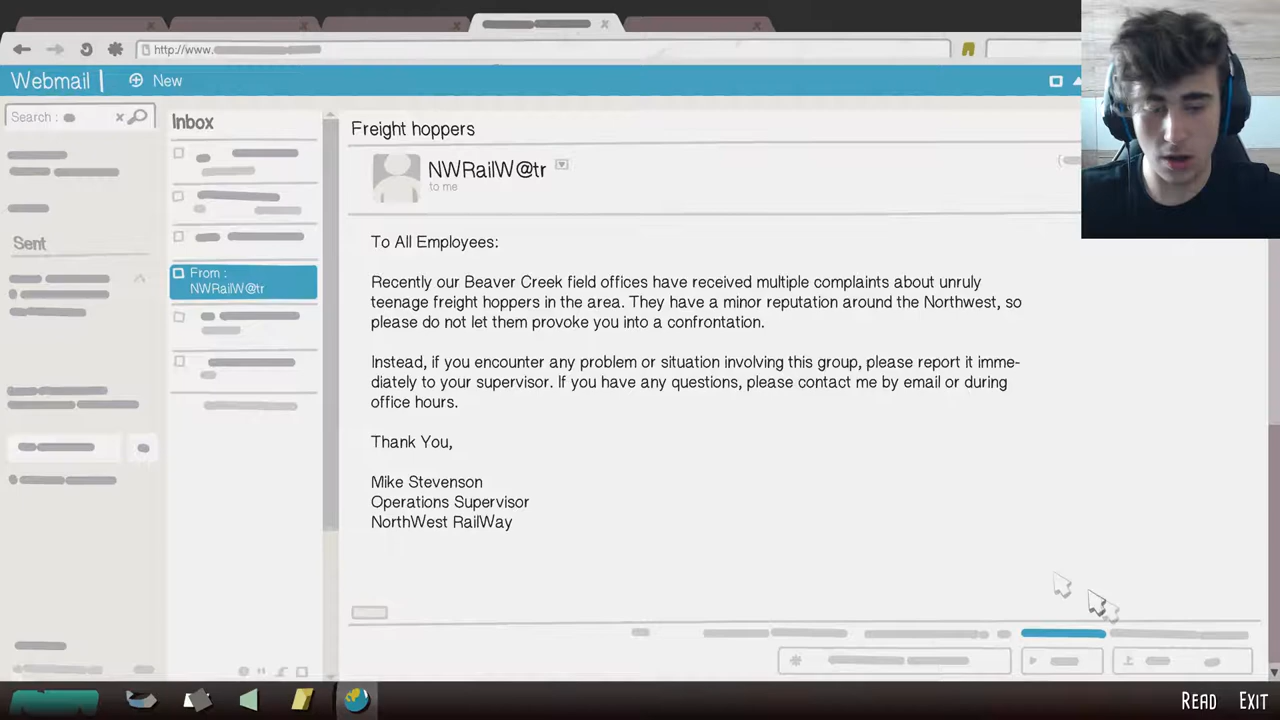 http://www.
Webmail
New
Search :
Inbox
Freight hoppers
NWRailW@tr
to me
Sent
From :
NWRailW@tr
To All Employees:
Recently our Beaver Creek field offices have received multiple complaints about unruly
teenage freight hoppers in the area. They have a minor reputation around the Northwest, so
please do not let them provoke you into a confrontation.
Instead, if you encounter any problem or situation involving this group, please report it imme-
diately to your supervisor. If you have any questions, please contact me by email or during
office hours.
Thank You,
Mike Stevenson
Operations Supervisor
NorthWest RailWay
READ EXIT